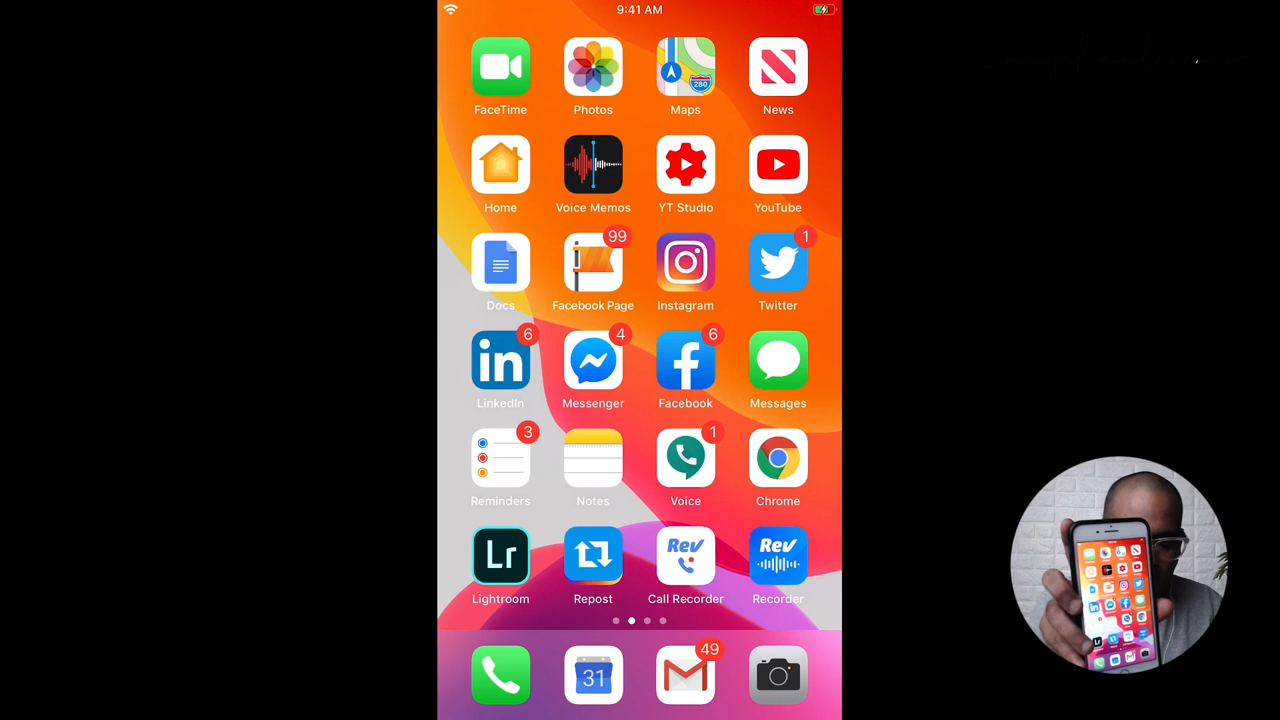 9:41 AM
280
FaceTime Photos Maps News
Home Voice Memos YT Studio YouTube
99 1
Docs Facebook Page Instagram Twitter
6 4 6
in
LinkedIn Messenger Facebook Messages
3 1
Reminders Notes Voice Chrome
Lr Rev Rev
Lightroom Repost Call Recorder Recorder
49
31